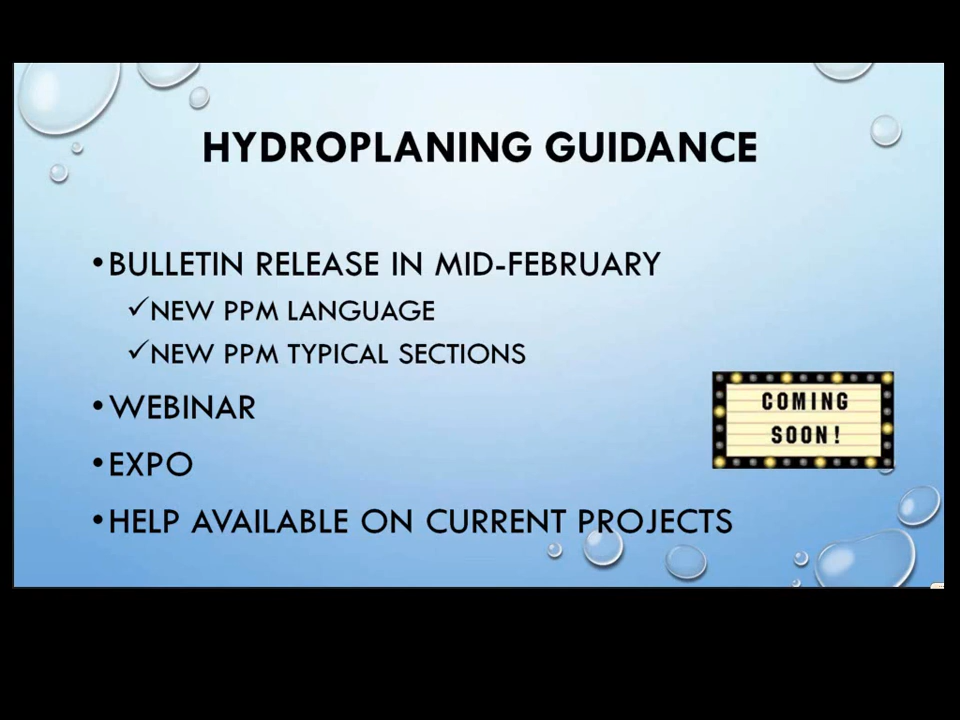 HYDROPLANING GUIDANCE
•BULLETIN RELEASE IN MID-FEBRUARY
✓NEW PPM LANGUAGE
✓NEW PPM TYPICAL SECTIONS
•WEBINAR
•EXPO
COMING
SOON!
•HELP AVAILABLE ON CURRENT PROJECTS